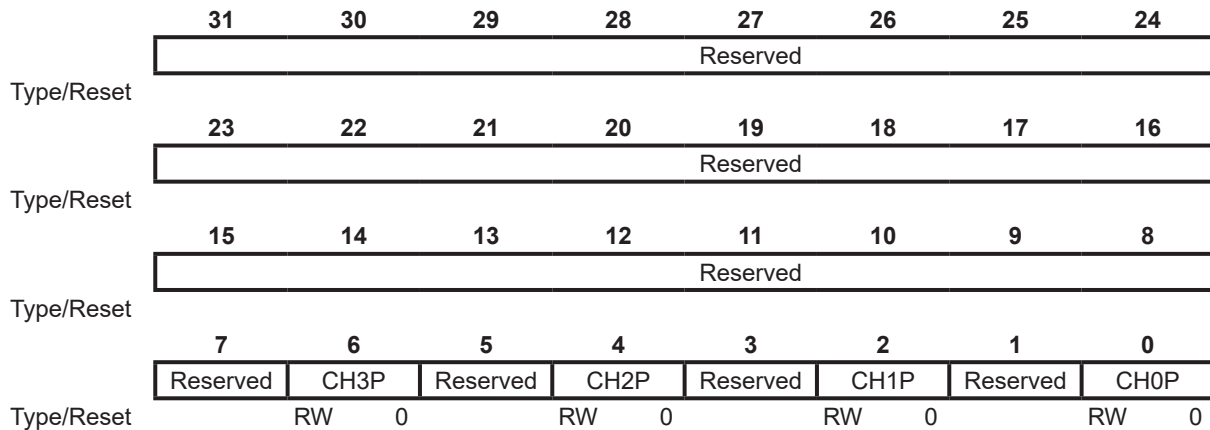 31 30 29 28 27 26 25 24
Reserved
Type/Reset
23 22 21 20 19 18 17 16
Reserved
Type/Reset
15 14 13 12 11 10 9 8
Reserved
Type/Reset
7 6 5 4 3 2 1 0
Reserved CH3P Reserved CH2P Reserved CH1P Reserved CH0P
Type/Reset RW 0 RW 0 RW 0 RW 0